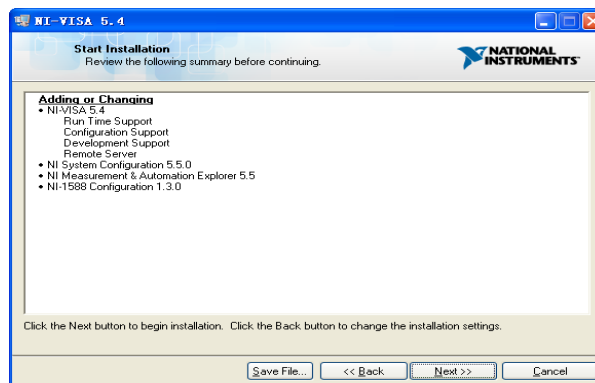 NI-VISA 5.4
Start Installation
Review the following summary before continuing.
NATIONAL
INSTRUMENTS
Adding or Changing
• NI-VISA 5.4
Run Time Support
Configuration Support
Development Support
Remote Server
• NI System Configuration 5.5.0
• NI Measurement & Automation Explorer 5.5
• NI-1588 Configuration 1.3.0
Click the Next button to begin installation. Click the Back button to change the installation settings.
Save File... << Back Next >> Cancel